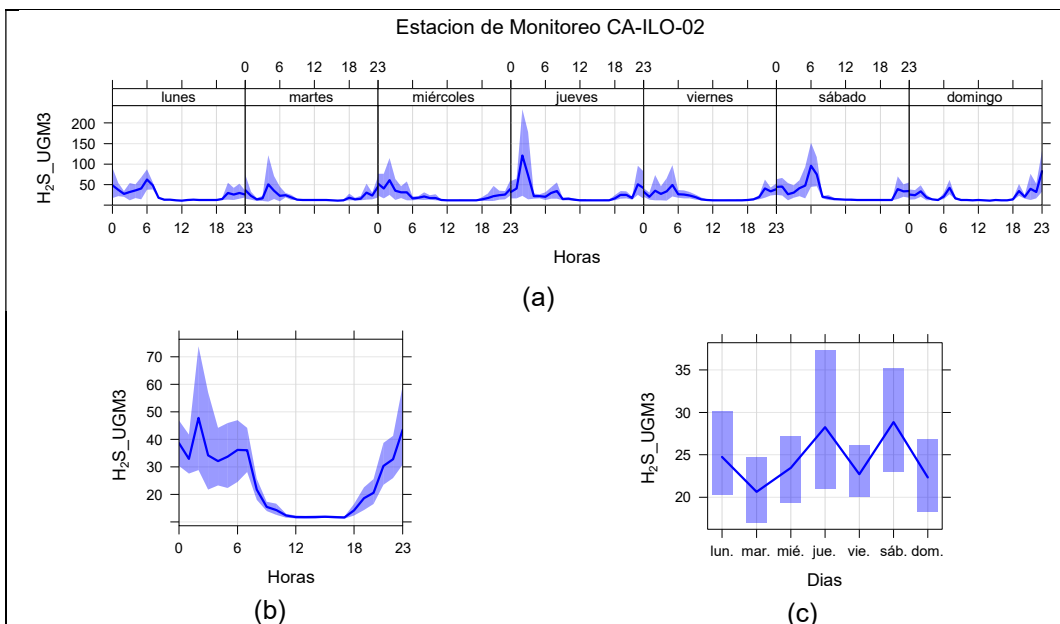 Estacion de Monitoreo CA-ILO-02
0 6 12 18 23 0 6 12 18 23 0 6 12 18 23
lunes martes miércoles jueves viernes sábado domingo
H₂S_UGM3
200
150
100
50
0 6 12 18 23 0 6 12 18 23 0 6 12 18 23 0 6 12 18 23
Horas
(a)
H₂S_UGM3
70
60
50
40
30
20
0 6 12 18 23
Horas
(b)
H₂S_UGM3
35
30
25
20
lun. mar. mié. jue. vie. sáb. dom.
Dias
(c)